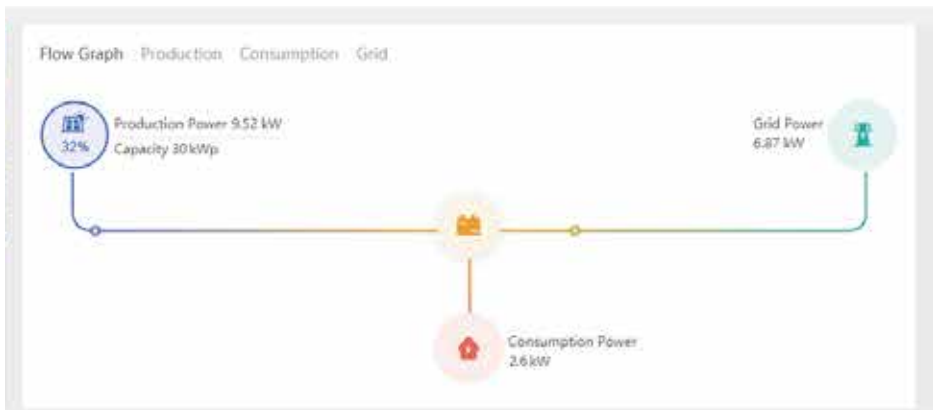 Flow Graph Production Consumption Grid
32%
Production Power 9.52 kW
Capacity 30 kWp
Grid Power
6.87 kW
Consumption Power
2.6 kW